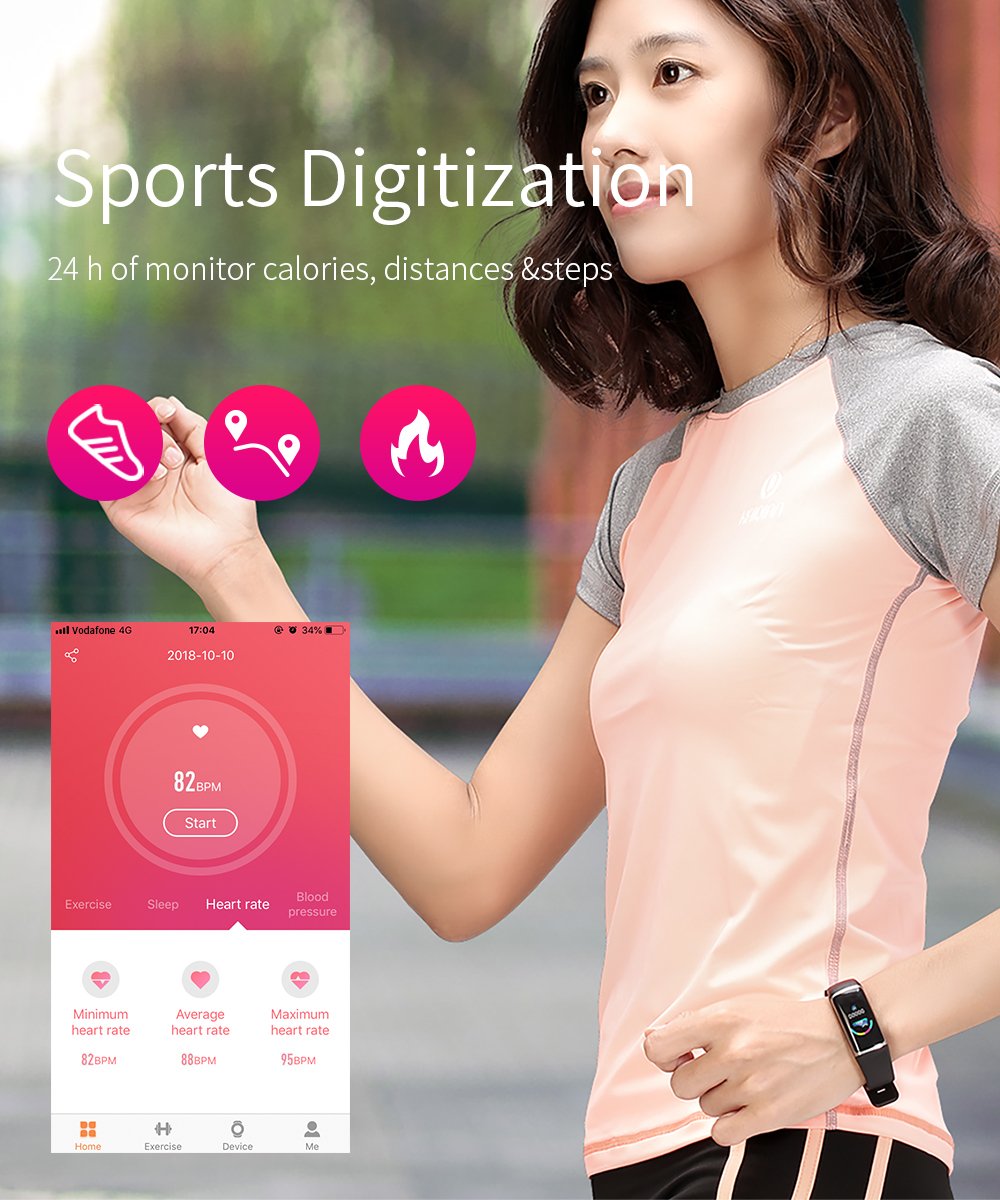 Sports Digitization
24 h of monitor calories, distances &steps
Vodafone 4G 17:04 34%
2018-10-10
82BPM
Start
Exercise Sleep Heart rate Blood pressure
Minimum heart rate
Average heart rate
Maximum heart rate
82BPM 88BPM 95BPM
Home Exercise Device Me